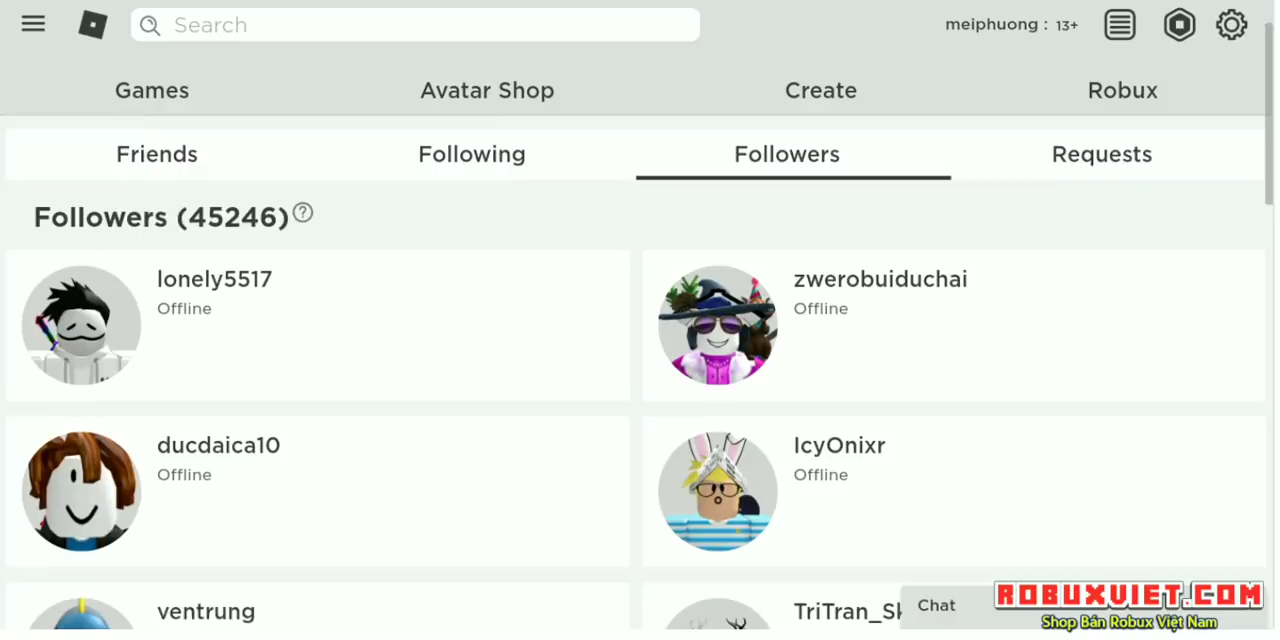 Search
meiphuong : 13+
Games Avatar Shop Create Robux
Friends Following Followers Requests
Followers (45246)
?
lonely5517
Offline
zwerobuiduchai
Offline
ducdaica10
Offline
IcyOnixr
Offline
ventrung
TriTran_Sk
Chat
ROBUXVIET.COM
Shop Bán Robux Việt Nam